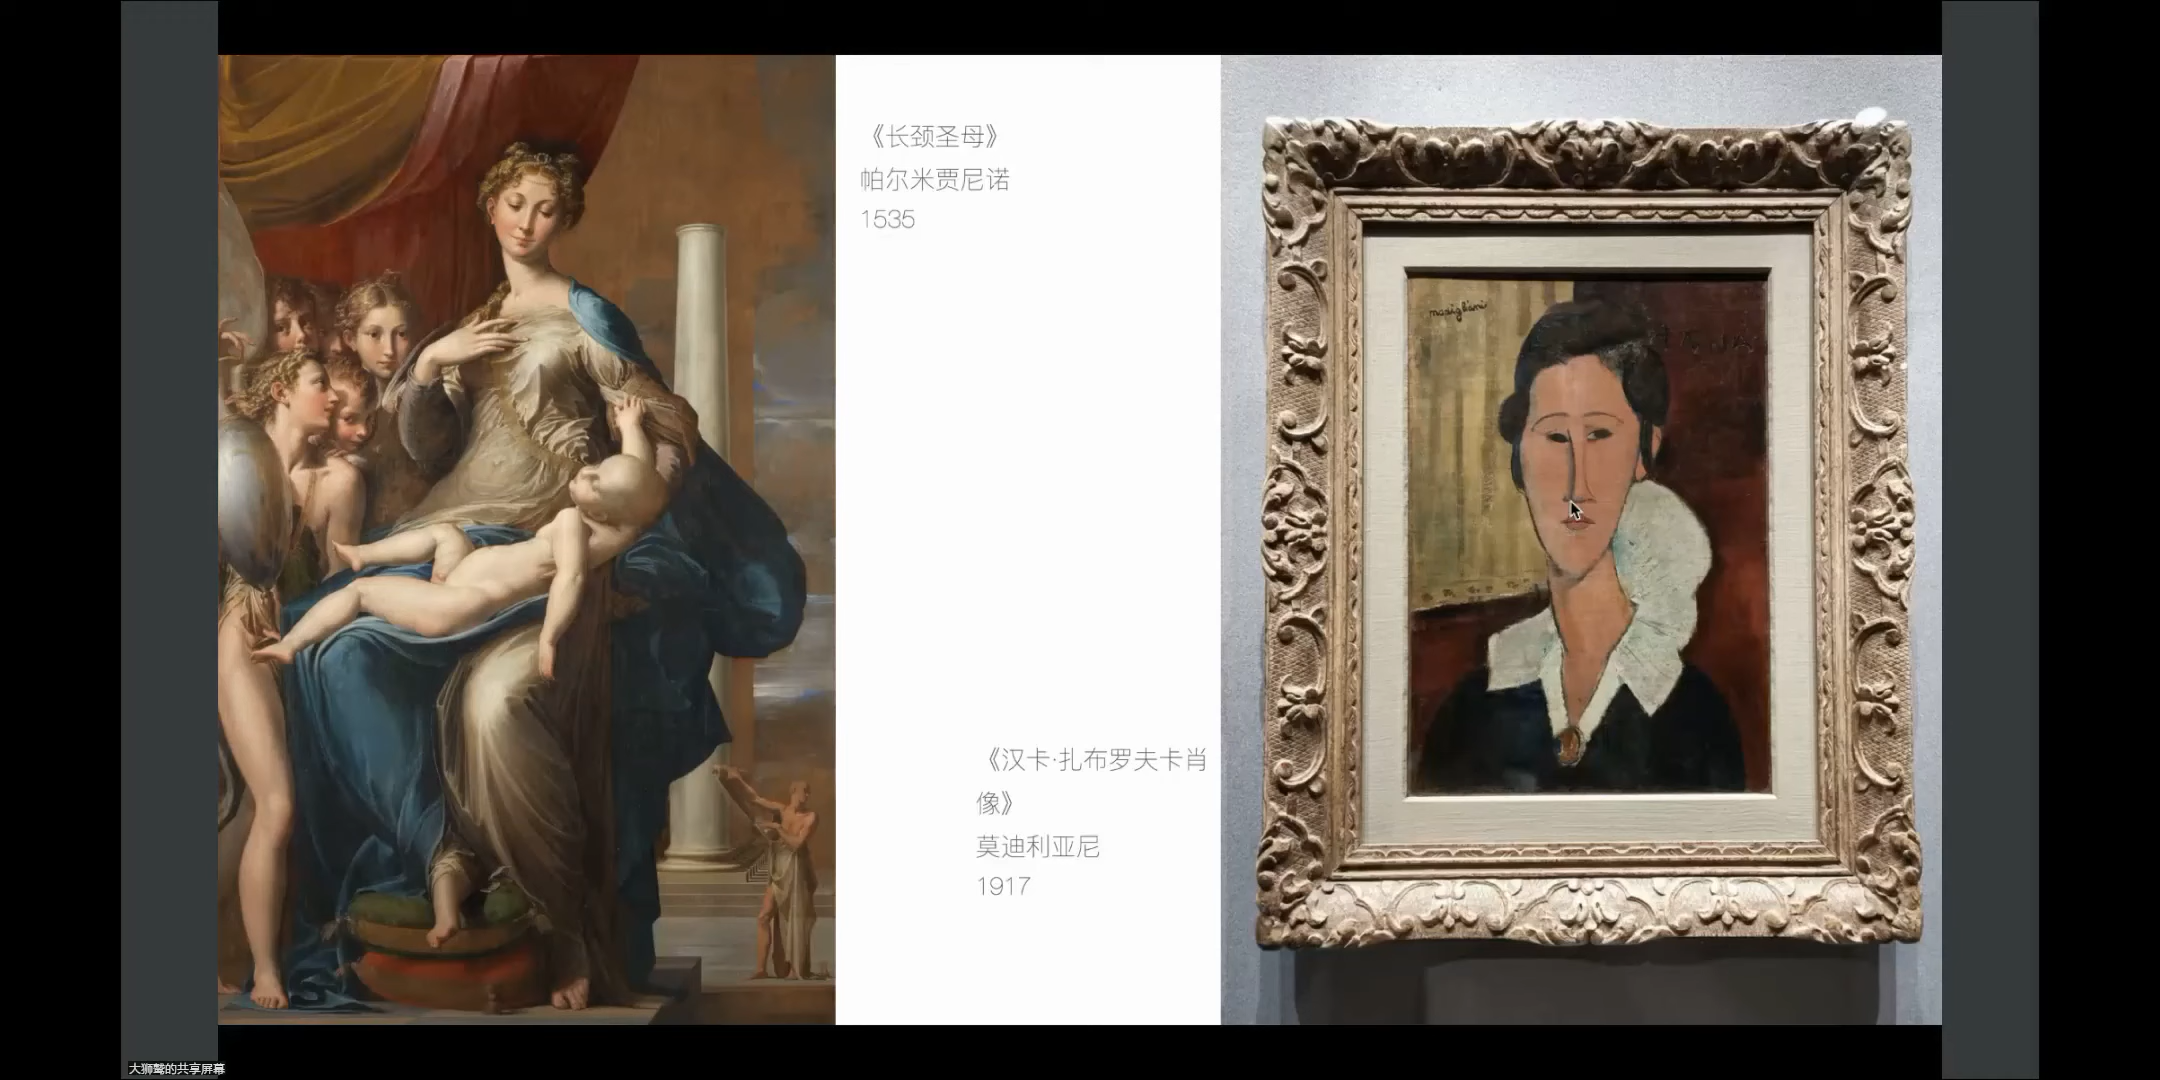 《长颈圣母》
帕尔米贾尼诺
1535
《汉卡·扎布罗夫卡肖
像》
莫迪利亚尼
1917
modigliani
大狮鹫的共享屏幕